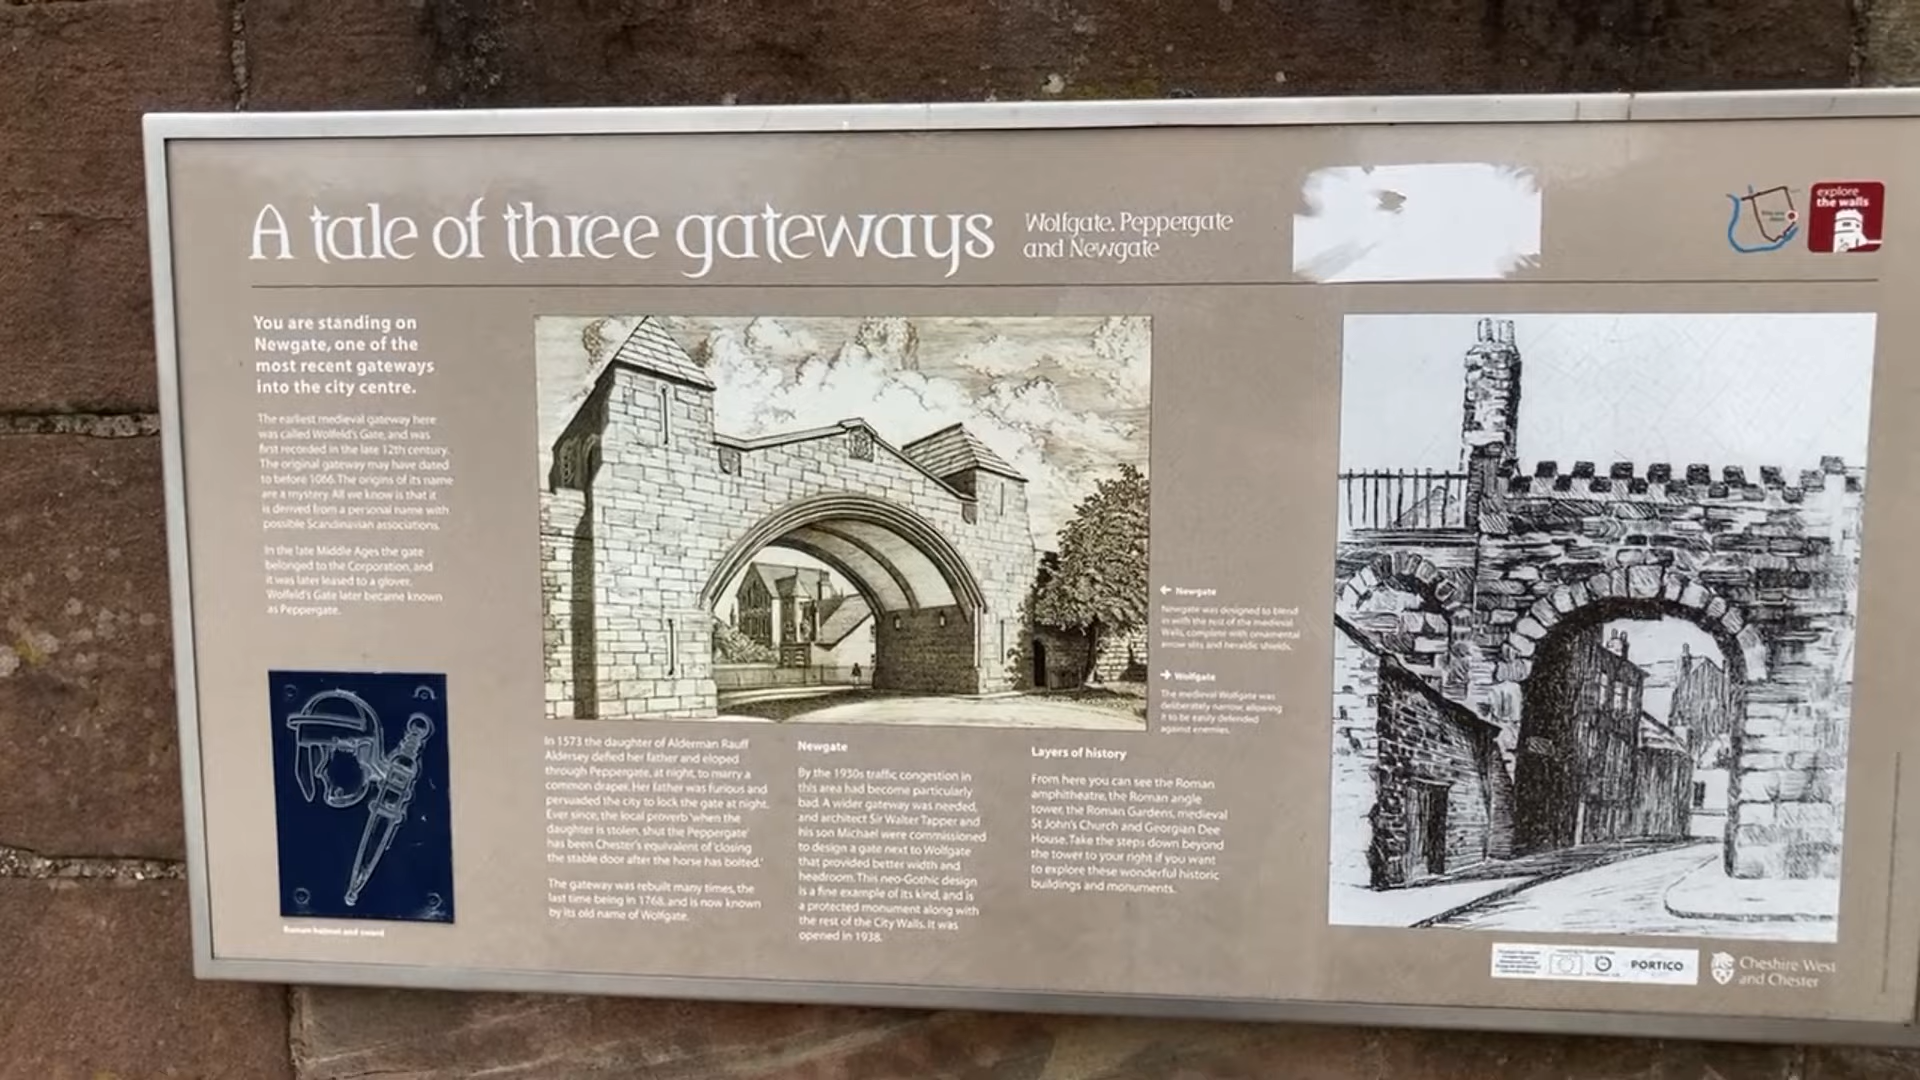 A tale of three gateways
Wolfgate, Peppergate
and Newgate
explore
the walls
You are standing on
Newgate, one of the
most recent gateways
into the city centre.
The earliest medieval gateway here
was called Wolfeld's Gate, and was
first recorded in the late 12th century.
The original gateway may have dated
to before 1066. The origins of its name
are a mystery. All we know is that it
is derived from a personal name with
possible Scandinavian associations.
In the late Middle Ages the gate
belonged to the Corporation, and
it was later leased to a glover.
Wolfeld's Gate later became known
as Peppergate.
Roman helmet and sword
In 1573 the daughter of Alderman Rauff
Aldersey defied her father and eloped
through Peppergate, at night, to marry a
common draper. Her father was furious and
persuaded the city to lock the gate at night.
Ever since, the local proverb 'when the
daughter is stolen, shut the Peppergate'
has been Chester's equivalent of 'closing
the stable door after the horse has bolted.'
The gateway was rebuilt many times, the
last time being in 1768, and is now known
by its old name of Wolfgate.
Newgate
By the 1930s traffic congestion in
this area had become particularly
bad. A wider gateway was needed,
and architect Sir Walter Tapper and
his son Michael were commissioned
to design a gate next to Wolfgate
that provided better width and
headroom. This neo-Gothic design
is a fine example of its kind, and is
a protected monument along with
the rest of the City Walls. It was
opened in 1938.
Layers of history
From here you can see the Roman
amphitheatre, the Roman angle
tower, the Roman Gardens, medieval
St John's Church and Georgian Dee
House. Take the steps down beyond
the tower to your right if you want
to explore these wonderful historic
buildings and monuments.
← Newgate
Newgate was designed to blend
in with the rest of the medieval
Walls, complete with ornamental
arrow slits and heraldic shields.
→ Wolfgate
The medieval Wolfgate was
deliberately narrow, allowing
it to be easily defended
against enemies.
PORTICO
Cheshire West
and Chester